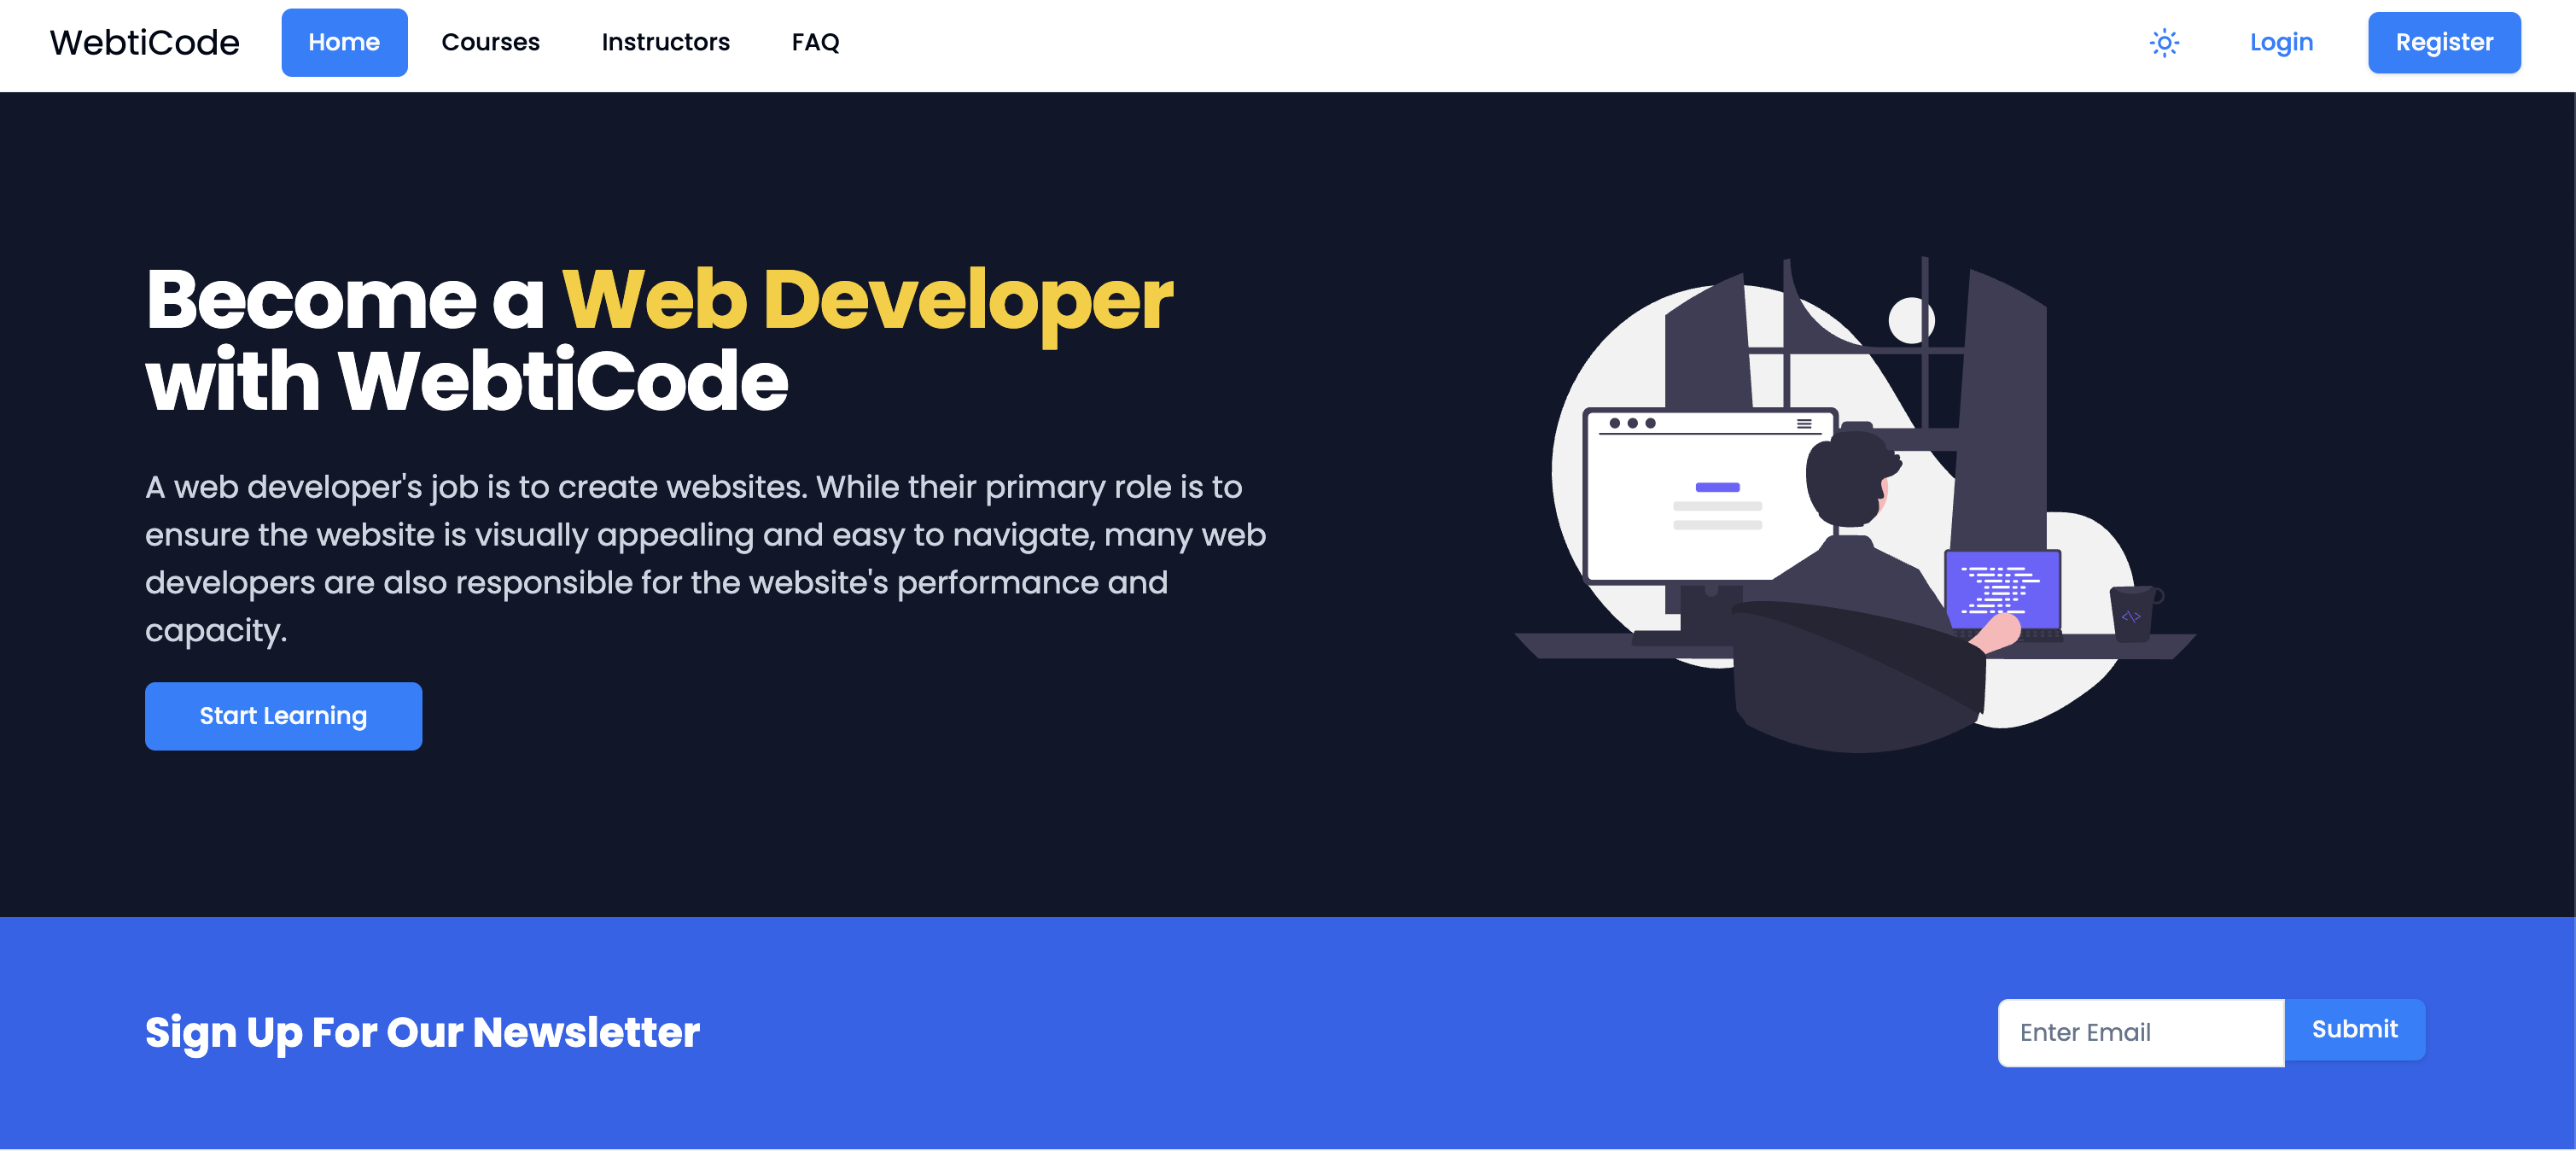 WebtiCode
Home
Courses
Instructors
FAQ
Login
Register
Become a Web Developer
with WebtiCode
A web developer's job is to create websites. While their primary role is to
ensure the website is visually appealing and easy to navigate, many web
developers are also responsible for the website's performance and
capacity.
Start Learning
</\>
Sign Up For Our Newsletter
Enter Email
Submit